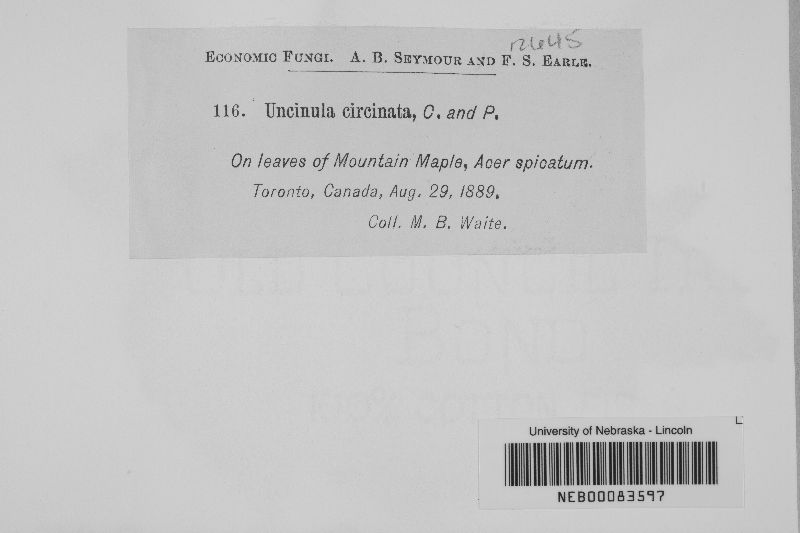 12645
ECONOMIC FUNGI. A. B. SEYMOUR AND F. S. EARLE.
116. Uncinula circinata, C. and P.
On leaves of Mountain Maple, Acer spicatum.
Toronto, Canada, Aug. 29, 1889.
Coll. M. B. Waite.
University of Nebraska - Lincoln
NEB00083597